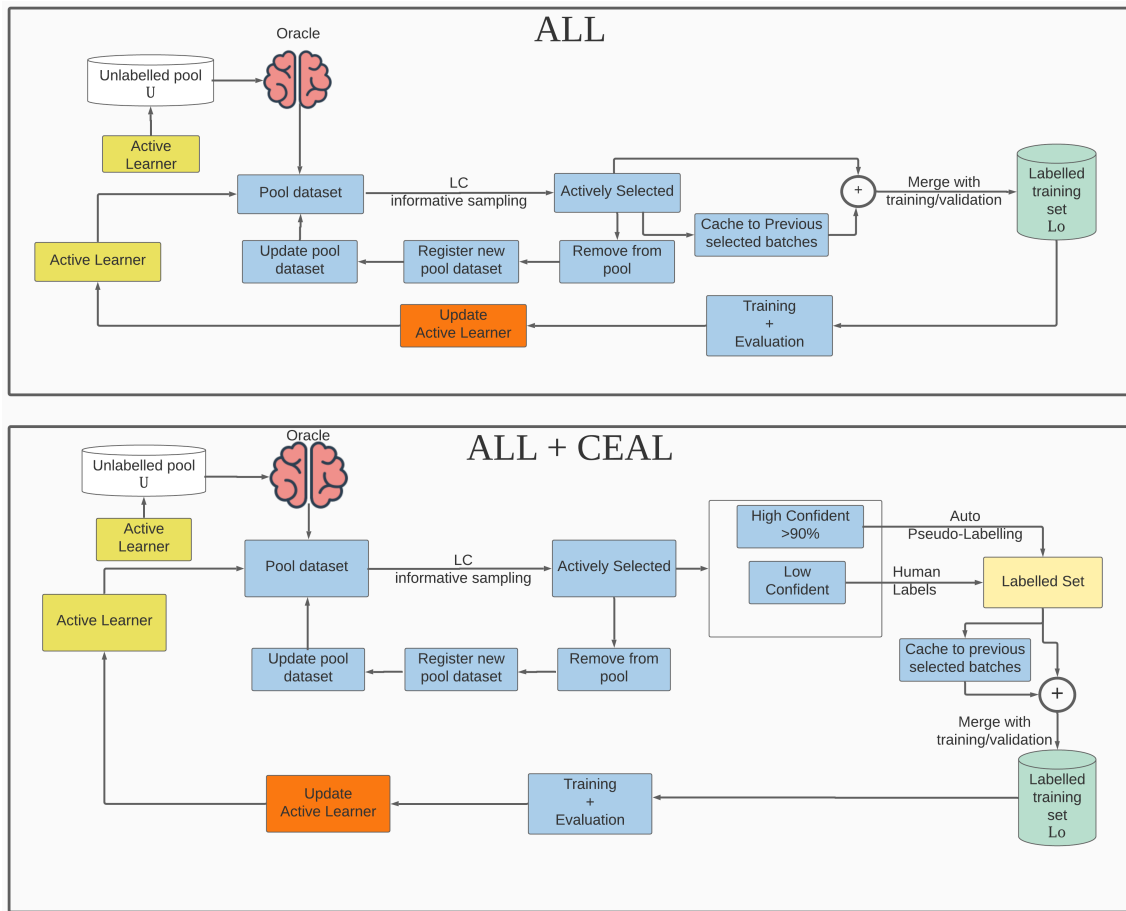 ALL
Oracle
Unlabelled pool
U
Active
Learner
Pool dataset
LC
informative sampling
Actively Selected
+
Merge with
training/validation
Labelled
training
set
Lo
Cache to Previous
selected batches
Active Learner
Update pool
dataset
Register new
pool dataset
Remove from
pool
Update
Active Learner
Training
+
Evaluation
ALL + CEAL
Oracle
Unlabelled pool
U
Active
Learner
Pool dataset
LC
informative sampling
Actively Selected
High Confident
>90%
Auto
Pseudo-Labelling
Low
Confident
Human
Labels
Labelled Set
Active Learner
Update pool
dataset
Register new
pool dataset
Remove from
pool
Cache to previous
selected batches
+
Merge with
training/validation
Update
Active Learner
Training
+
Evaluation
Labelled
training
set
Lo